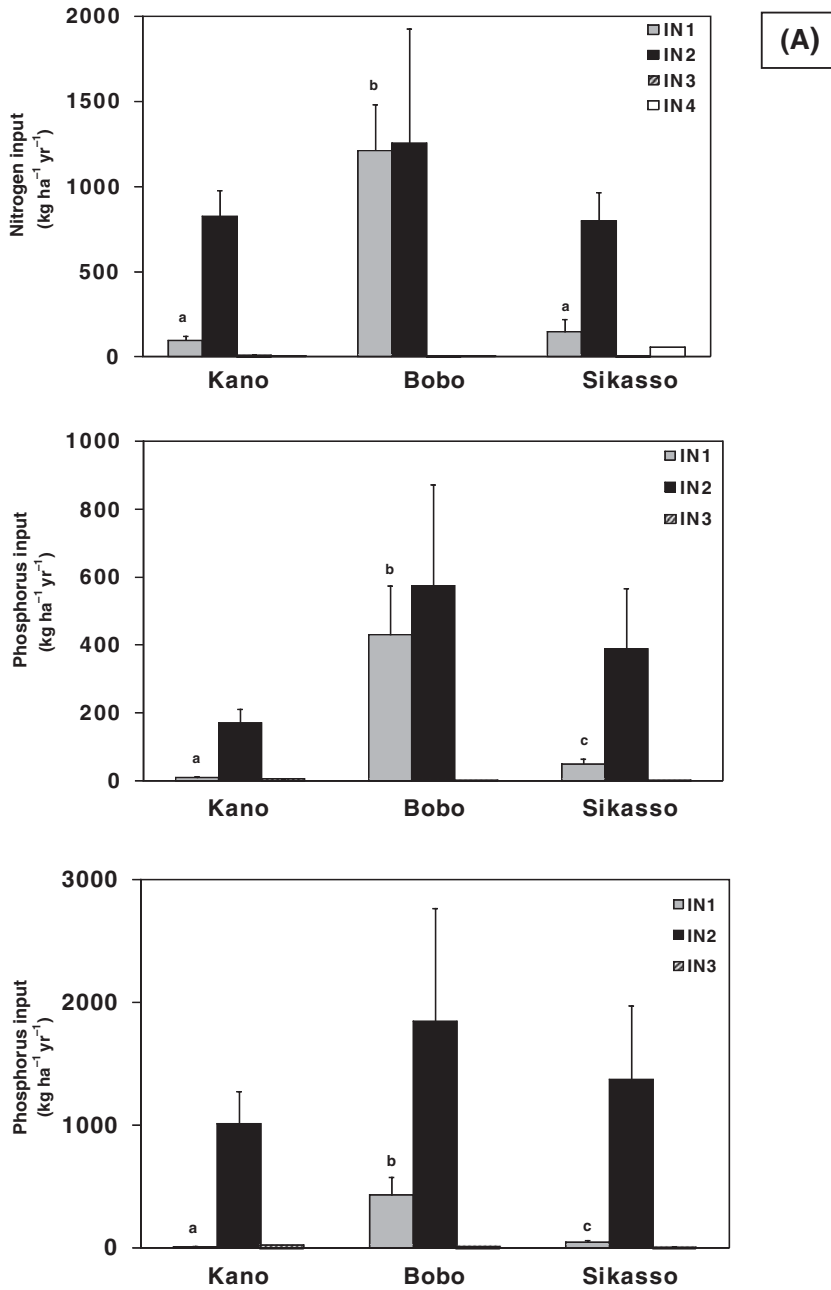 (A)
Nitrogen input
(kg ha⁻¹ yr⁻¹)
2000
1500
1000
500
0
IN1
IN2
IN3
IN4
a
b
a
Kano Bobo Sikasso
Phosphorus input
(kg ha⁻¹ yr⁻¹)
1000
800
600
400
200
0
IN1
IN2
IN3
a
b
c
Kano Bobo Sikasso
Phosphorus input
(kg ha⁻¹ yr⁻¹)
3000
2000
1000
0
IN1
IN2
IN3
a
b
c
Kano Bobo Sikasso